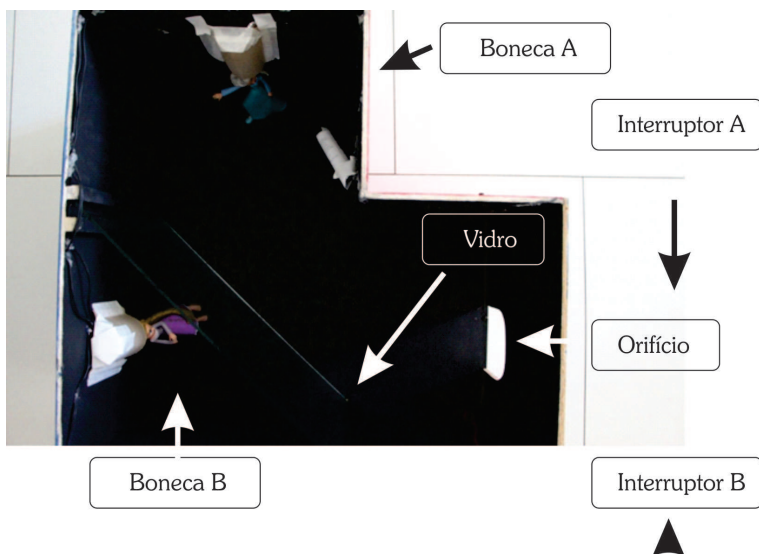 Boneca A
Interruptor A
Vidro
Orifício
Boneca B
Interruptor B